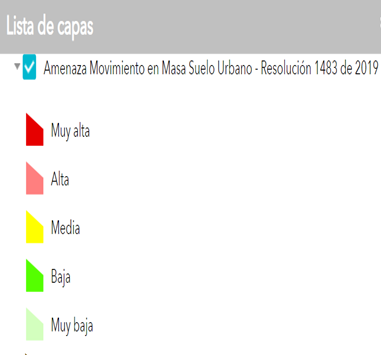 Lista de capas
Amenaza Movimiento en Masa Suelo Urbano - Resolución 1483 de 2019
Muy alta
Alta
Media
Baja
Muy baja